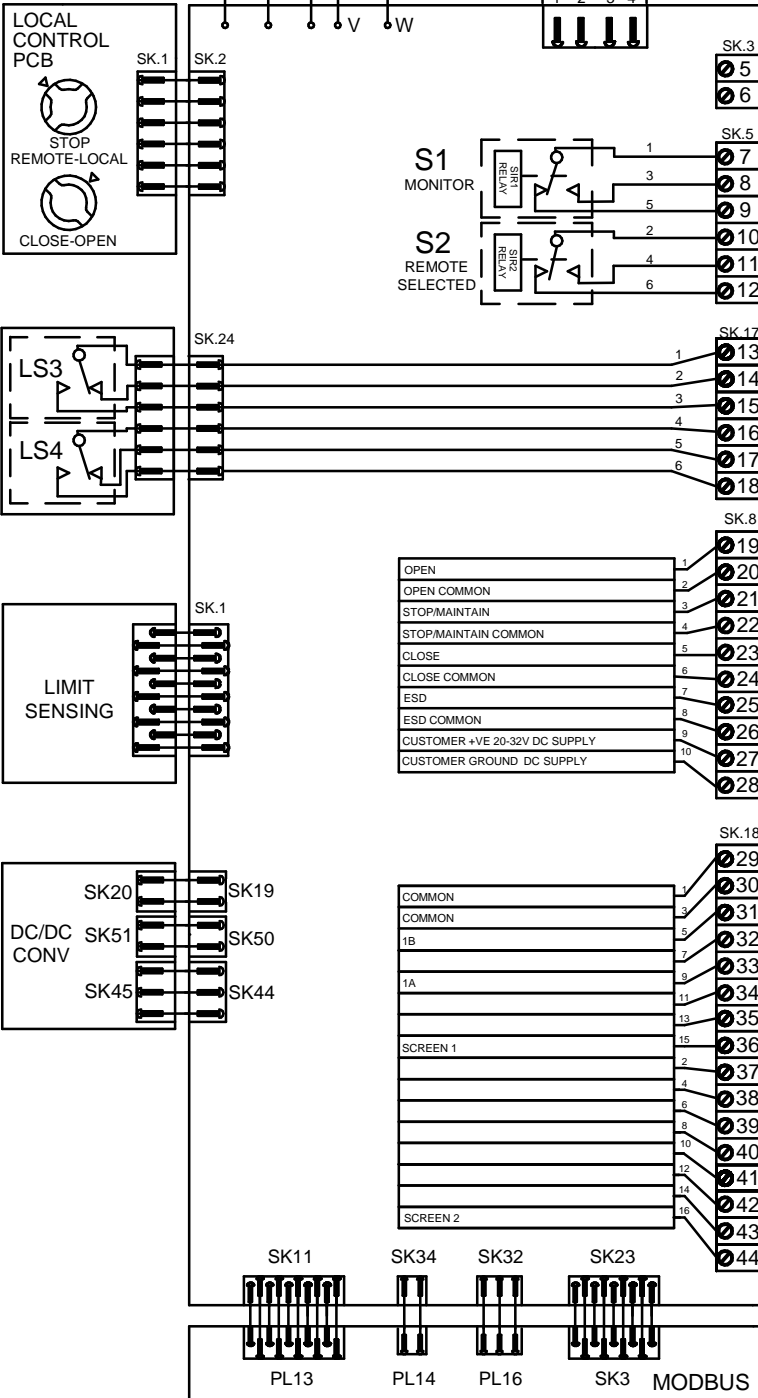 1 2 3 4
V W
LOCAL
CONTROL
PCB
SK.1 SK.2
STOP
REMOTE-LOCAL
CLOSE-OPEN
SK.3
5
6
SK.5
S1
MONITOR
SIR1
RELAY
1 7
3 8
5 9
S2
REMOTE
SELECTED
SIR2
RELAY
2 10
4 11
6 12
SK.24
SK.17
LS3
LS4
1 13
2 14
3 15
4 16
5 17
6 18
SK.8
OPEN 1 19
OPEN COMMON 2 20
STOP/MAINTAIN 3 21
STOP/MAINTAIN COMMON 4 22
CLOSE 5 23
CLOSE COMMON 6 24
ESD 7 25
ESD COMMON 8 26
CUSTOMER +VE 20-32V DC SUPPLY 9 27
CUSTOMER GROUND DC SUPPLY 10 28
SK.1
LIMIT
SENSING
SK.18
DC/DC
CONV
SK20 SK19
SK51 SK50
SK45 SK44
COMMON 1 29
COMMON 3 30
1B 5 31
7 32
1A 9 33
11 34
13 35
SCREEN 1 15 36
2 37
4 38
6 39
8 40
10 41
12 42
14 43
SCREEN 2 16 44
SK11 SK34 SK32 SK23
PL13 PL14 PL16 SK3 MODBUS